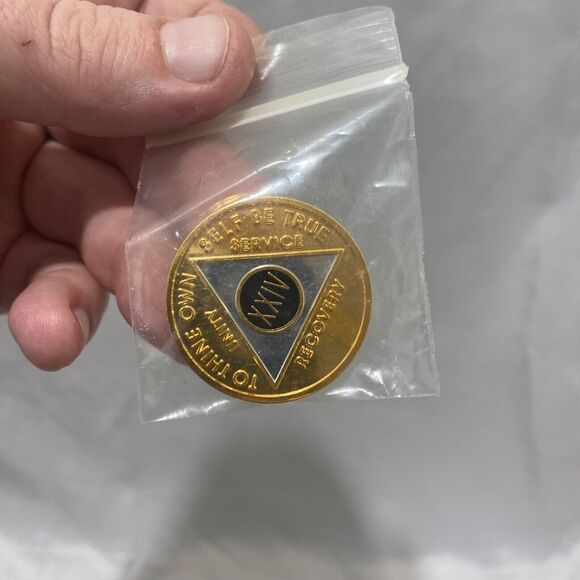 TO THINE OWN SELF BE TRUE
SERVICE
UNITY
RECOVERY
XXIV